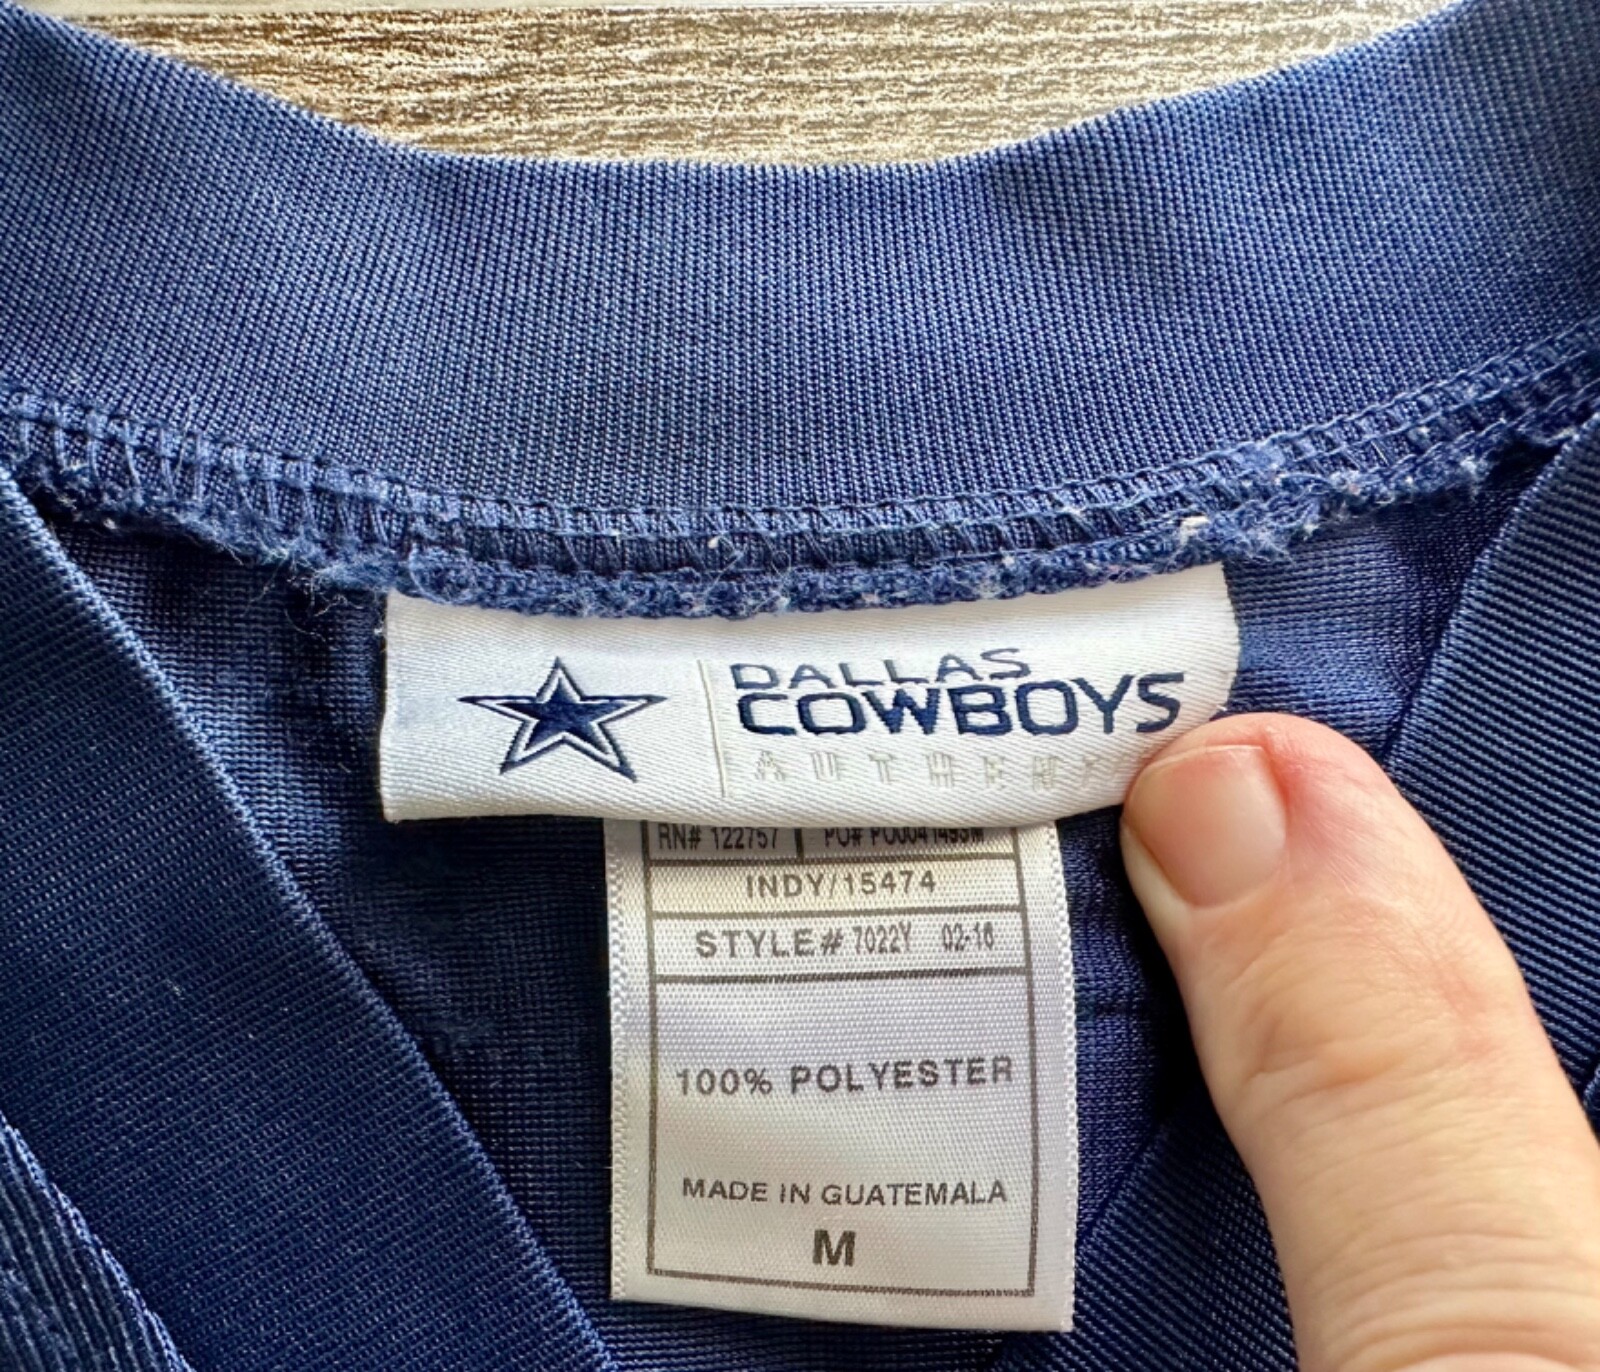 DALLAS
COWBOYS
RN# 122757
INDY/15474
STYLE# 7022Y 02-16
100% POLYESTER
MADE IN GUATEMALA
M